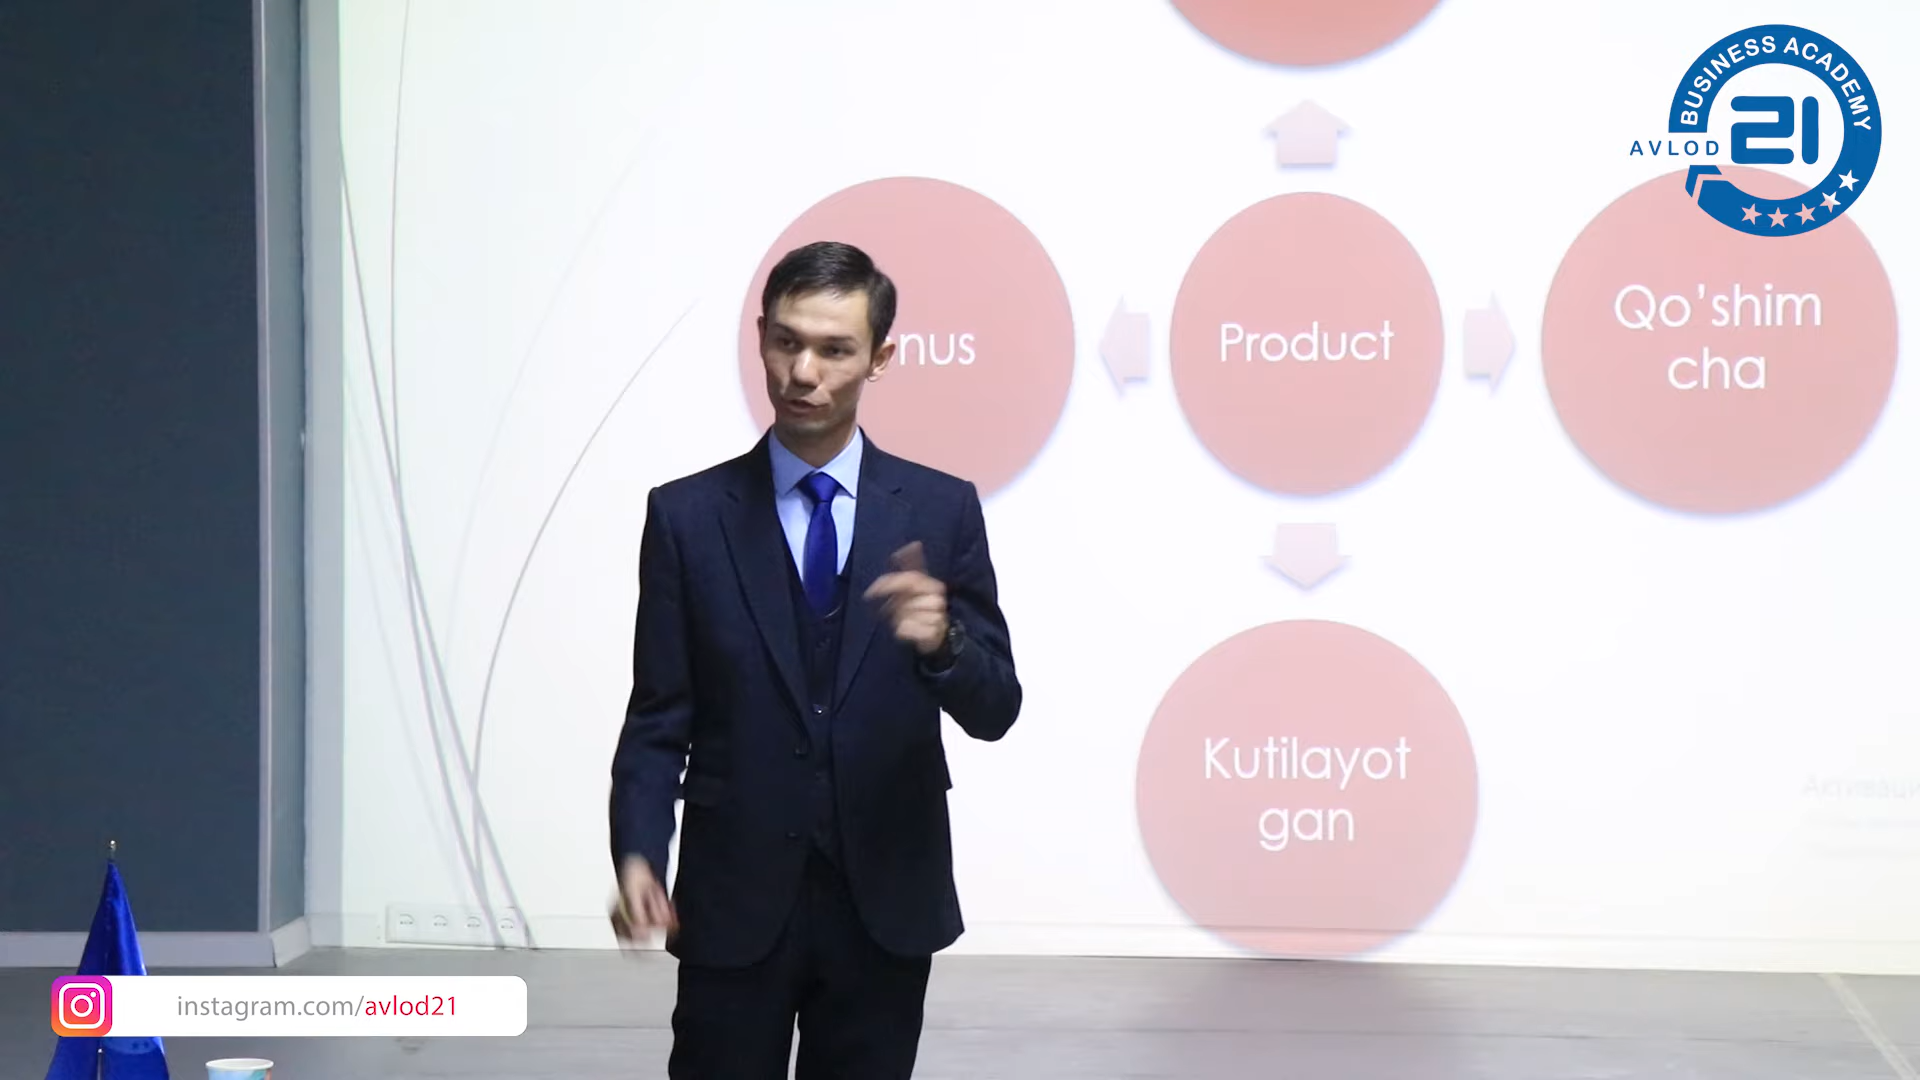 BUSINESS ACADEMY
AVLOD 21
nus
Product
Qo'shim
cha
Kutilayot
gan
instagram.com/avlod21